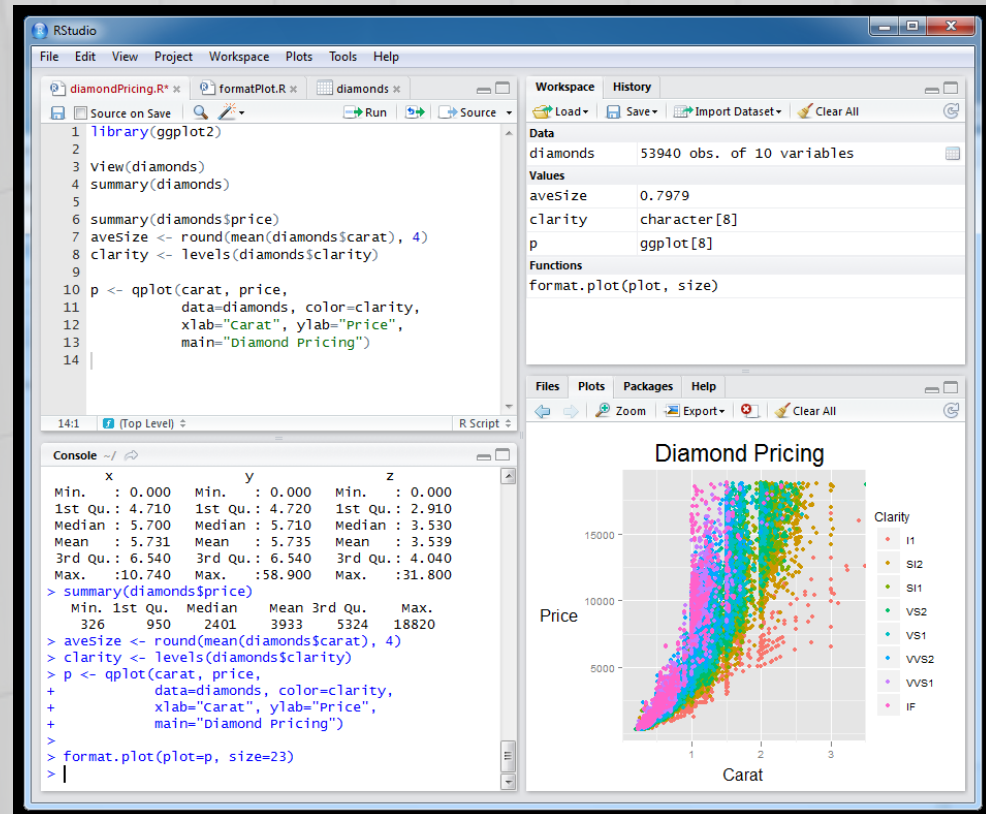 RStudio
File Edit View Project Workspace Plots Tools Help
diamondPricing.R* × formatPlot.R × diamonds ×
Source on Save Run Source
1 library(ggplot2)
2
3 View(diamonds)
4 summary(diamonds)
5
6 summary(diamonds$price)
7 aveSize <- round(mean(diamonds$carat), 4)
8 clarity <- levels(diamonds$clarity)
9
10 p <- qplot(carat, price,
11 data=diamonds, color=clarity,
12 xlab="Carat", ylab="Price",
13 main="Diamond Pricing")
14
14:1 (Top Level) R Script
Console ~/
x y z
Min. : 0.000 Min. : 0.000 Min. : 0.000
1st Qu.: 4.710 1st Qu.: 4.720 1st Qu.: 2.910
Median : 5.700 Median : 5.710 Median : 3.530
Mean : 5.731 Mean : 5.735 Mean : 3.539
3rd Qu.: 6.540 3rd Qu.: 6.540 3rd Qu.: 4.040
Max. :10.740 Max. :58.900 Max. :31.800
> summary(diamonds$price)
Min. 1st Qu. Median Mean 3rd Qu. Max.
326 950 2401 3933 5324 18820
> aveSize <- round(mean(diamonds$carat), 4)
> clarity <- levels(diamonds$clarity)
> p <- qplot(carat, price,
+ data=diamonds, color=clarity,
+ xlab="Carat", ylab="Price",
+ main="Diamond Pricing")
>
> format.plot(plot=p, size=23)
>
Workspace History
Load Save Import Dataset Clear All
Data
diamonds 53940 obs. of 10 variables
Values
aveSize 0.7979
clarity character[8]
p ggplot[8]
Functions
format.plot(plot, size)
Files Plots Packages Help
Zoom Export Clear All
Diamond Pricing
15000
10000
5000
Price
1 2 3
Carat
Clarity
I1
SI2
SI1
VS2
VS1
VVS2
VVS1
IF